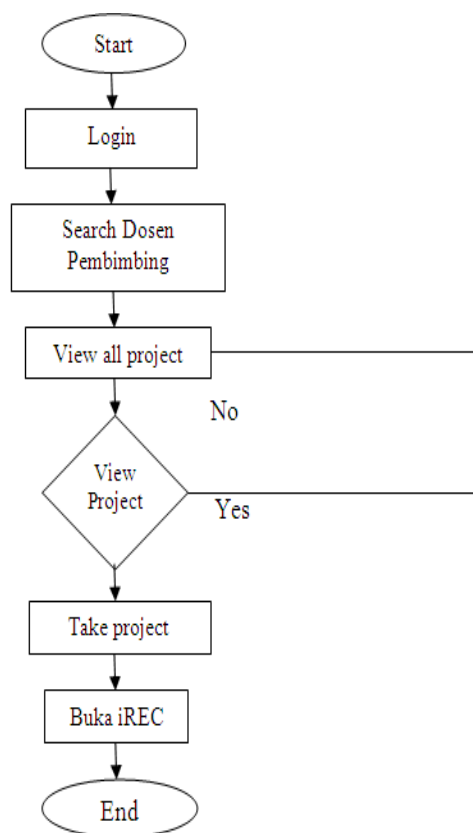 Start
Login
Search Dosen
Pembimbing
View all project
No
View
Project
Yes
Take project
Buka iREC
End